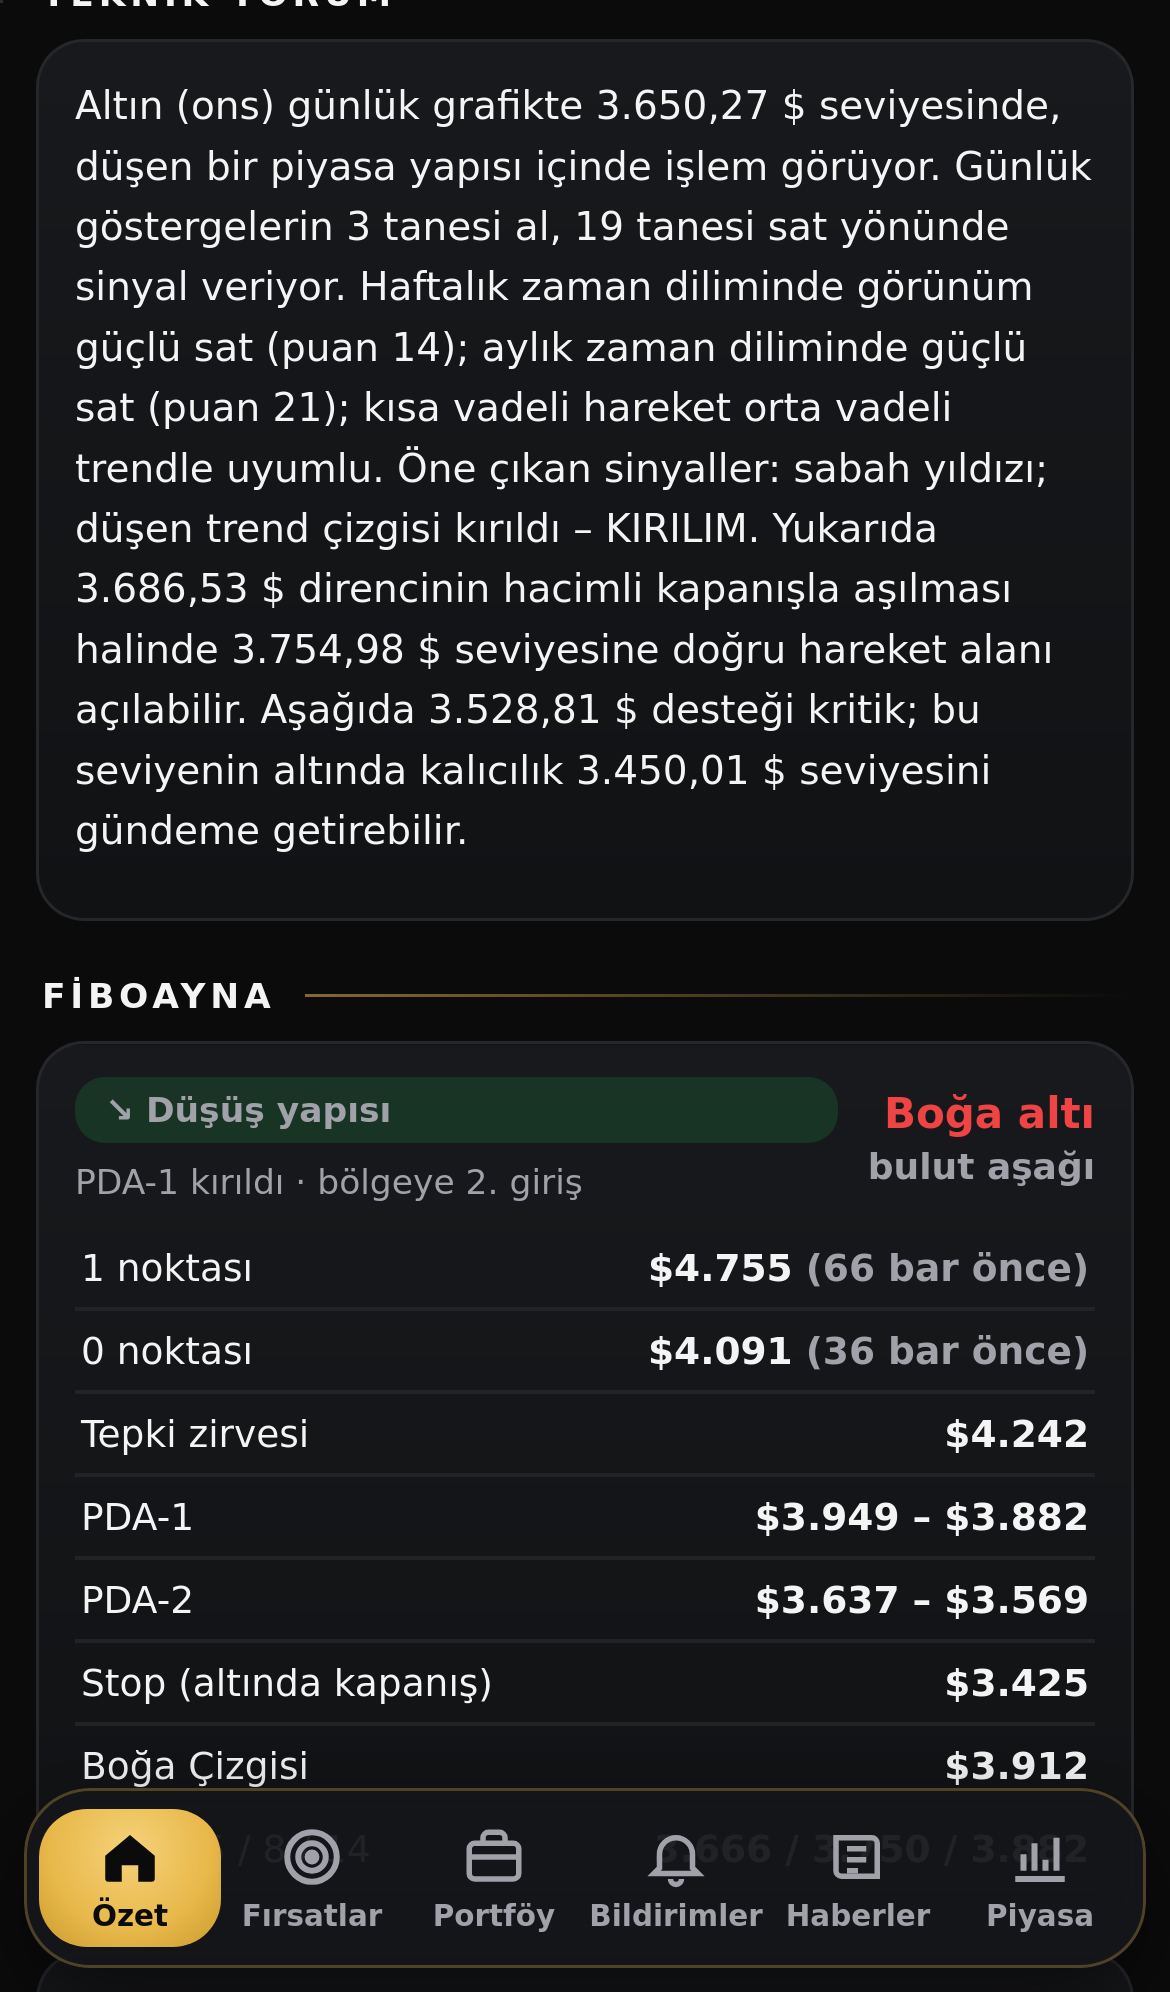 TEKNİK YORUM
Altın (ons) günlük grafikte 3.650,27 $ seviyesinde,
düşen bir piyasa yapısı içinde işlem görüyor. Günlük
göstergelerin 3 tanesi al, 19 tanesi sat yönünde
sinyal veriyor. Haftalık zaman diliminde görünüm
güçlü sat (puan 14); aylık zaman diliminde güçlü
sat (puan 21); kısa vadeli hareket orta vadeli
trendle uyumlu. Öne çıkan sinyaller: sabah yıldızı;
düşen trend çizgisi kırıldı – KIRILIM. Yukarıda
3.686,53 $ direncinin hacimli kapanışla aşılması
halinde 3.754,98 $ seviyesine doğru hareket alanı
açılabilir. Aşağıda 3.528,81 $ desteği kritik; bu
seviyenin altında kalıcılık 3.450,01 $ seviyesini
gündeme getirebilir.
FİBOAYNA
↘ Düşüş yapısı
Boğa altı
PDA-1 kırıldı · bölgeye 2. giriş
bulut aşağı
1 noktası $4.755 (66 bar önce)
0 noktası $4.091 (36 bar önce)
Tepki zirvesi $4.242
PDA-1 $3.949 – $3.882
PDA-2 $3.637 – $3.569
Stop (altında kapanış) $3.425
Boğa Çizgisi $3.912
Özet Fırsatlar Portföy Bildirimler Haberler Piyasa